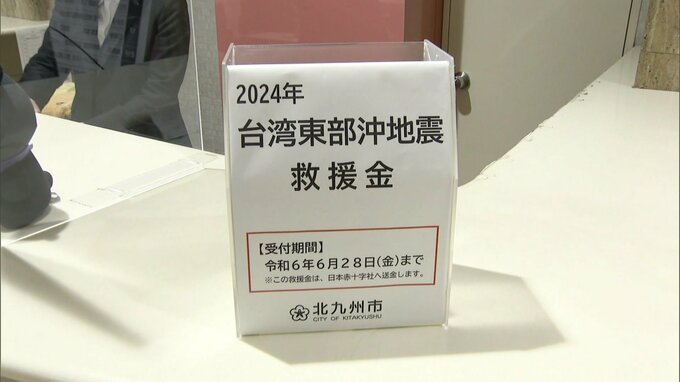 2024年
台湾東部沖地震
救援金
【受付期間】
令和6年6月28日(金)まで
※この救援金は、日本赤十字社へ送金します。
北九州市
CITY OF KITAKYUSHU